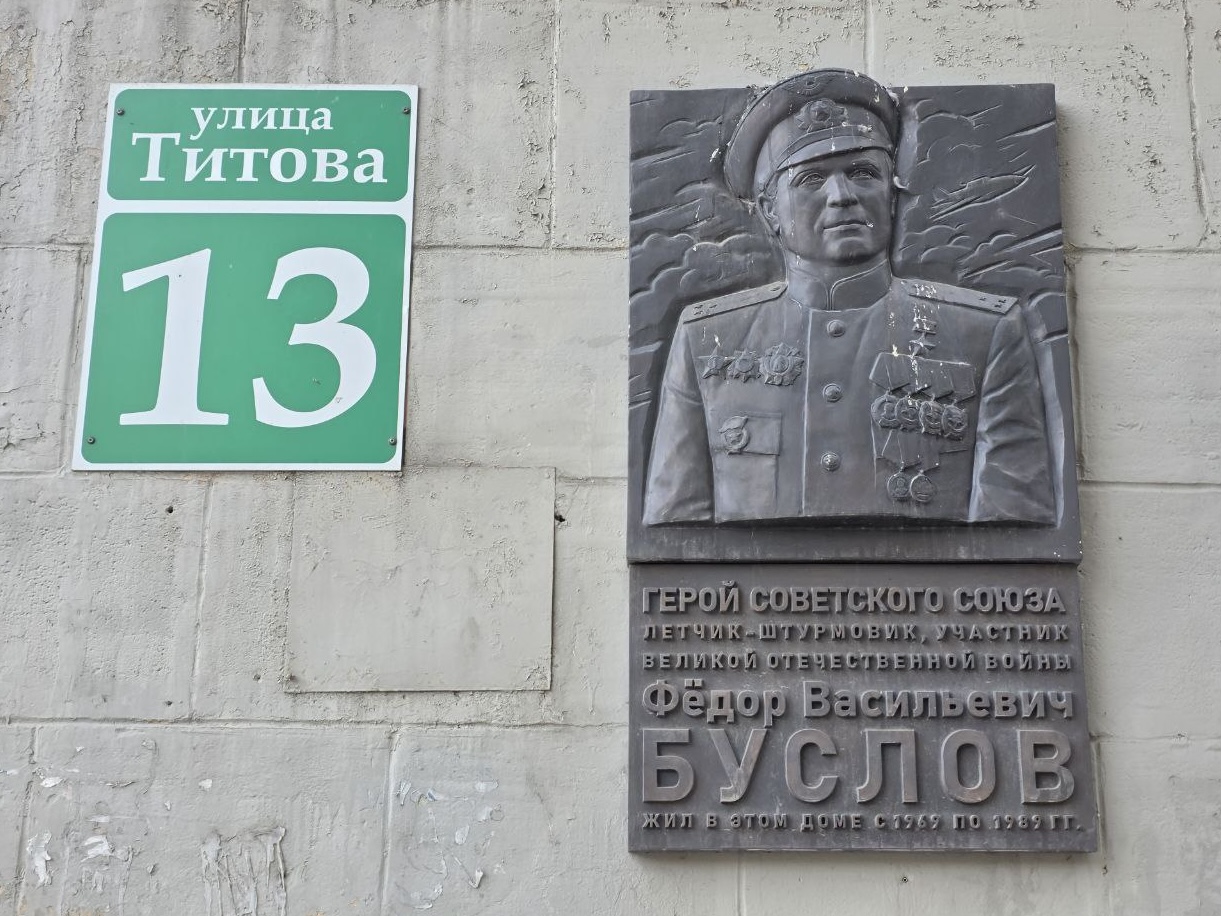 улица
Титова
13
ГЕРОЙ СОВЕТСКОГО СОЮЗА
ЛЕТЧИК-ШТУРМОВИК, УЧАСТНИК
ВЕЛИКОЙ ОТЕЧЕСТВЕННОЙ ВОЙНЫ
Фёдор Васильевич
БУСЛОВ
ЖИЛ В ЭТОМ ДОМЕ С 1969 ПО 1989 ГГ.